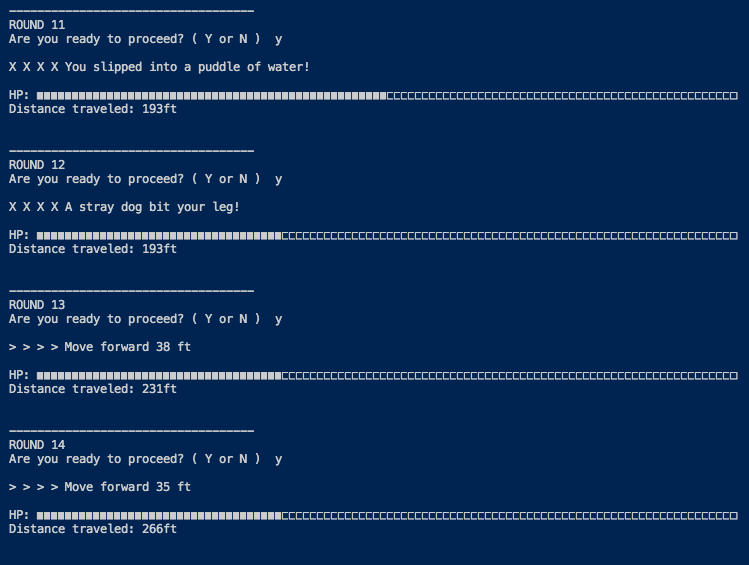 -----------------------------------
ROUND 11
Are you ready to proceed? ( Y or N )  y
X X X X You slipped into a puddle of water!
HP: ■■■■■■■■■■■■■■■■■■■■■■■■■■■■■■■■■■■■■■■■■■■■■■■■■■□□□□□□□□□□□□□□□□□□□□□□□□□□□□□□□□□□□□□□□□□□□□□□□□□□
Distance traveled: 193ft
-----------------------------------
ROUND 12
Are you ready to proceed? ( Y or N )  y
X X X X A stray dog bit your leg!
HP: ■■■■■■■■■■■■■■■■■■■■■■■■■■■■■■■■■■■□□□□□□□□□□□□□□□□□□□□□□□□□□□□□□□□□□□□□□□□□□□□□□□□□□□□□□□□□□□□□□□□□
Distance traveled: 193ft
-----------------------------------
ROUND 13
Are you ready to proceed? ( Y or N )  y
> > > > Move forward 38 ft
HP: ■■■■■■■■■■■■■■■■■■■■■■■■■■■■■■■■■■■□□□□□□□□□□□□□□□□□□□□□□□□□□□□□□□□□□□□□□□□□□□□□□□□□□□□□□□□□□□□□□□□□
Distance traveled: 231ft
-----------------------------------
ROUND 14
Are you ready to proceed? ( Y or N )  y
> > > > Move forward 35 ft
HP: ■■■■■■■■■■■■■■■■■■■■■■■■■■■■■■■■■■■□□□□□□□□□□□□□□□□□□□□□□□□□□□□□□□□□□□□□□□□□□□□□□□□□□□□□□□□□□□□□□□□□
Distance traveled: 266ft